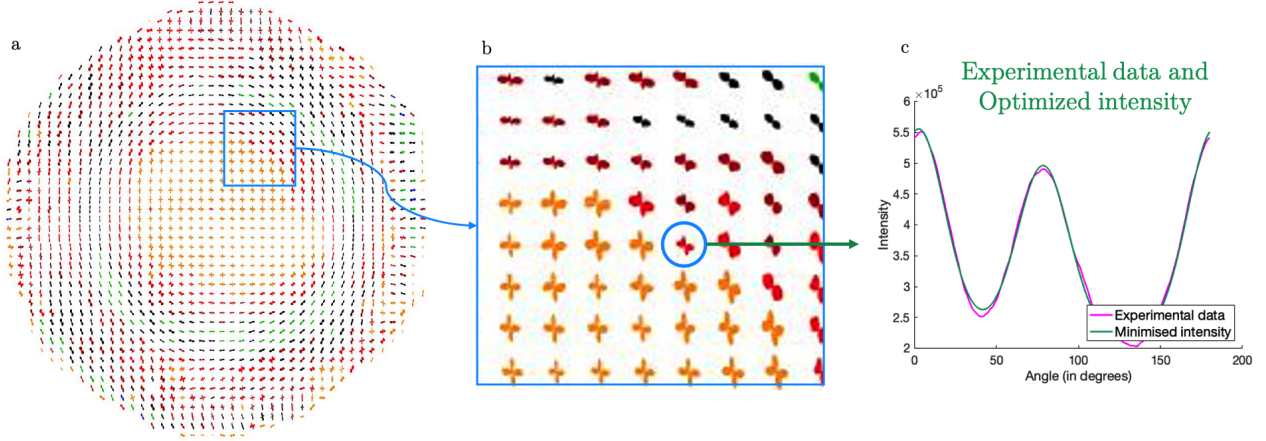 a
b
c
Experimental data and
Optimized intensity
×10⁵
6
5.5
5
4.5
4
3.5
3
2.5
2
Intensity
Experimental data
Minimised intensity
0
50
100
150
200
Angle (in degrees)